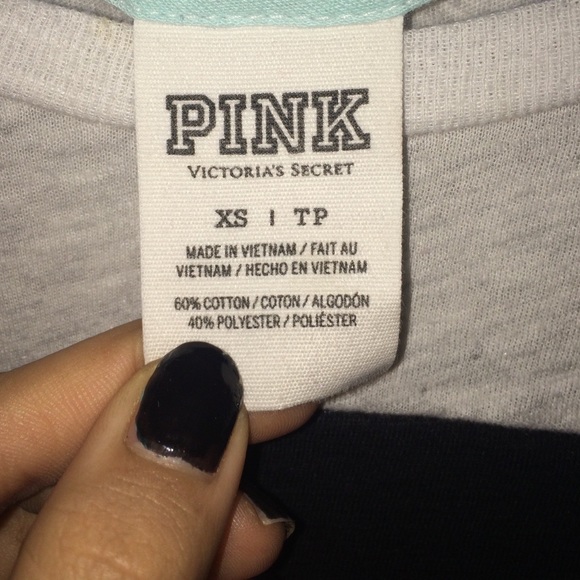 PINK
VICTORIA'S SECRET
XS | TP
MADE IN VIETNAM / FAIT AU
VIETNAM / HECHO EN VIETNAM
60% COTTON / COTON / ALGODÓN
40% POLYESTER / POLIÉSTER